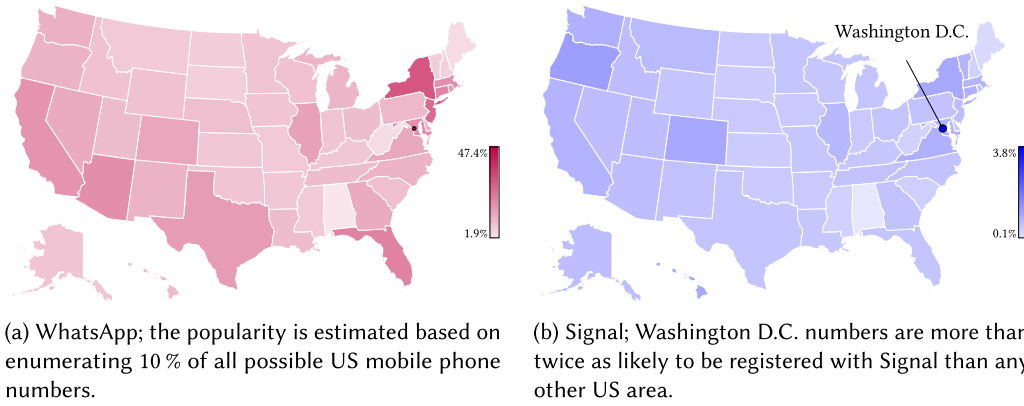 Washington D.C.
47.4%
1.9%
3.8%
0.1%
(a) WhatsApp; the popularity is estimated based on
enumerating 10 % of all possible US mobile phone
numbers.
(b) Signal; Washington D.C. numbers are more than
twice as likely to be registered with Signal than any
other US area.